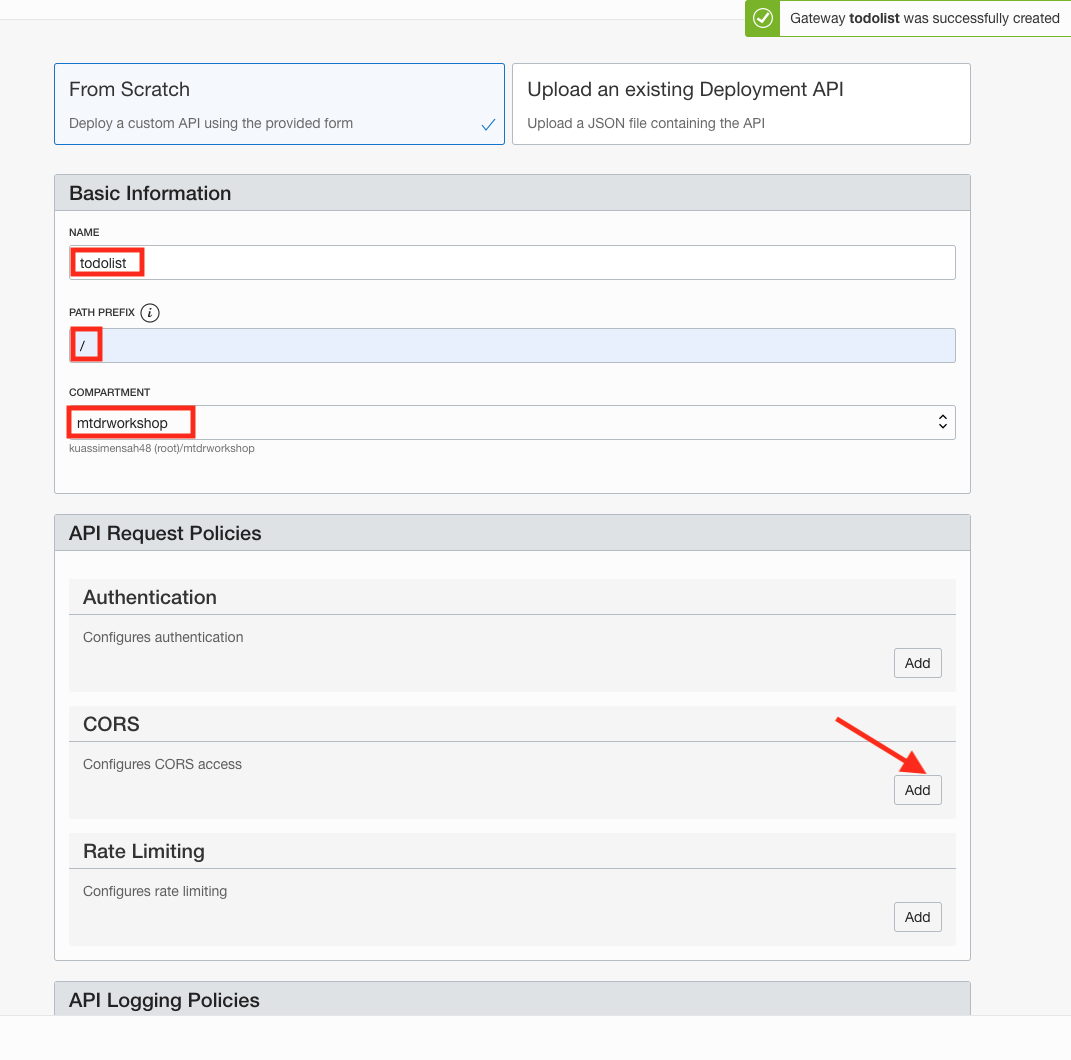 Gateway todolist was successfully created
From Scratch
Deploy a custom API using the provided form
Upload an existing Deployment API
Upload a JSON file containing the API
Basic Information
NAME
todolist
PATH PREFIX i
/
COMPARTMENT
mtdrworkshop
kuassimensah48 (root)/mtdrworkshop
API Request Policies
Authentication
Configures authentication
Add
CORS
Configures CORS access
Add
Rate Limiting
Configures rate limiting
Add
API Logging Policies